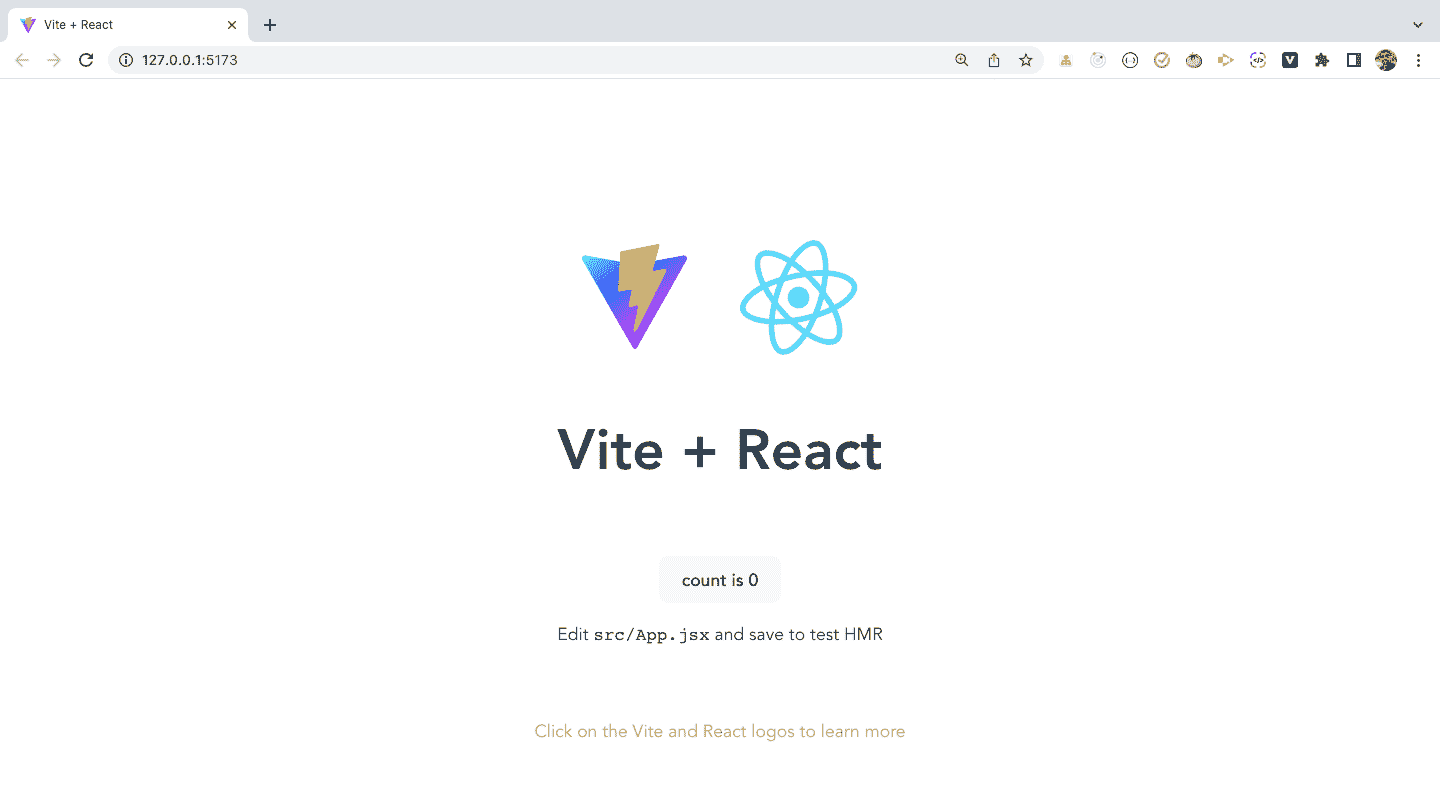 Vite + React
127.0.0.1:5173
Vite + React
count is 0
Edit src/App.jsx and save to test HMR
Click on the Vite and React logos to learn more